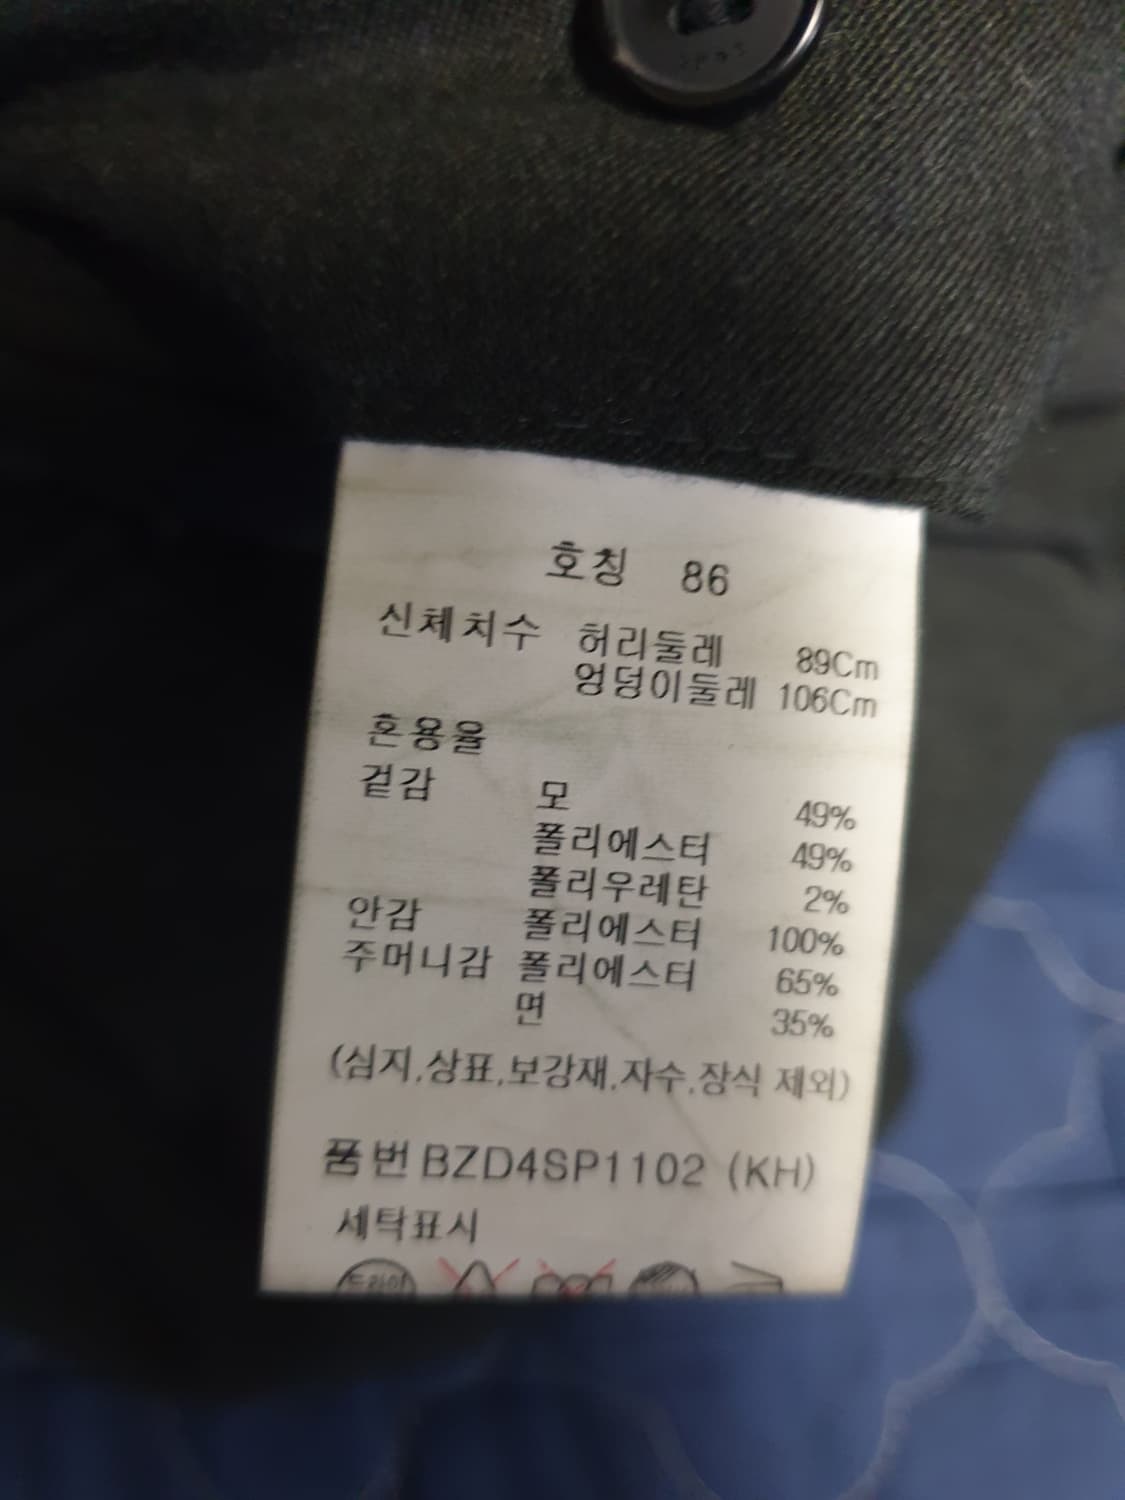 호칭 86
신체치수 허리둘레 89Cm
엉덩이둘레 106Cm
혼용율
겉감 모 49%
폴리에스터 49%
폴리우레탄 2%
안감 폴리에스터 100%
주머니감 폴리에스터 65%
면 35%
(심지.상표.보강재.자수.장식 제외)
품번 BZD4SP1102 (KH)
세탁표시
드라이